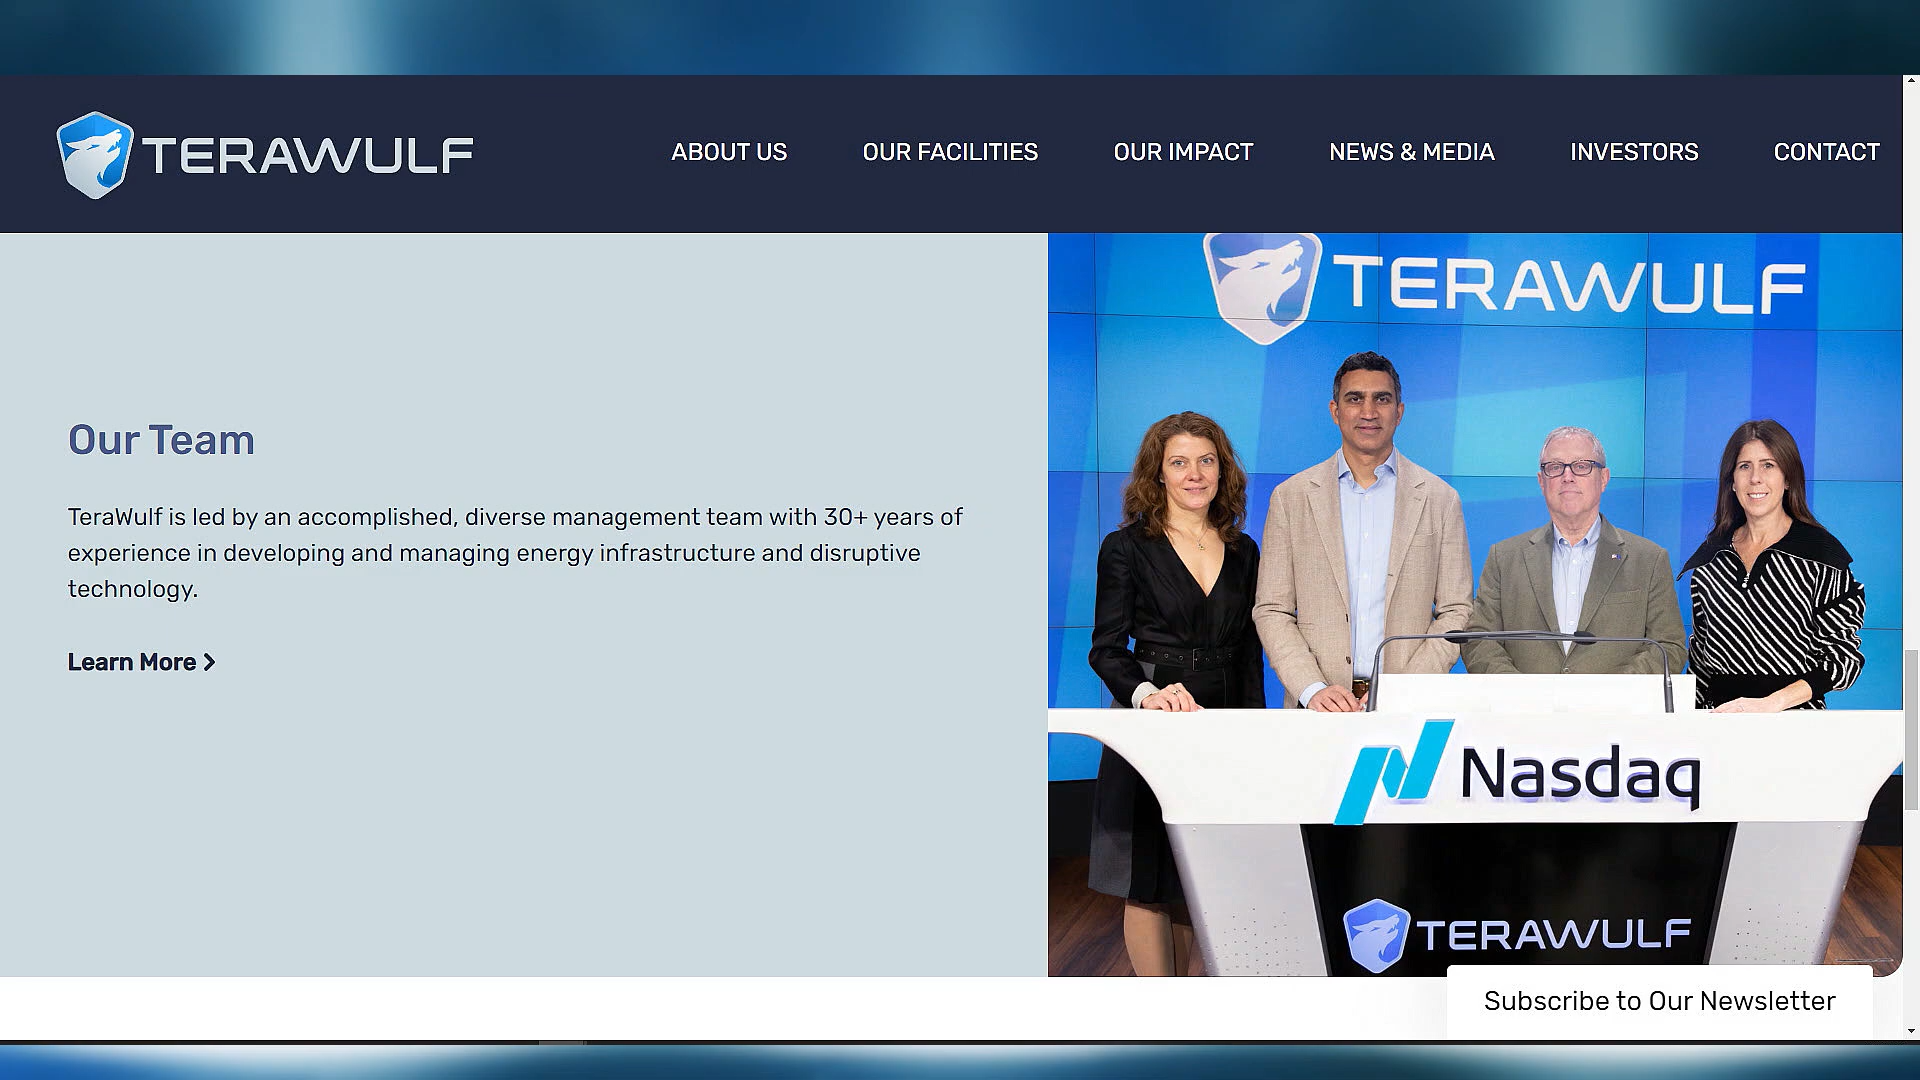 TERAWULF
ABOUT US
OUR FACILITIES
OUR IMPACT
NEWS & MEDIA
INVESTORS
CONTACT
TERAWULF
Our Team
TeraWulf is led by an accomplished, diverse management team with 30+ years of
experience in developing and managing energy infrastructure and disruptive
technology.
Learn More
Nasdaq
TERAWULF
Subscribe to Our Newsletter